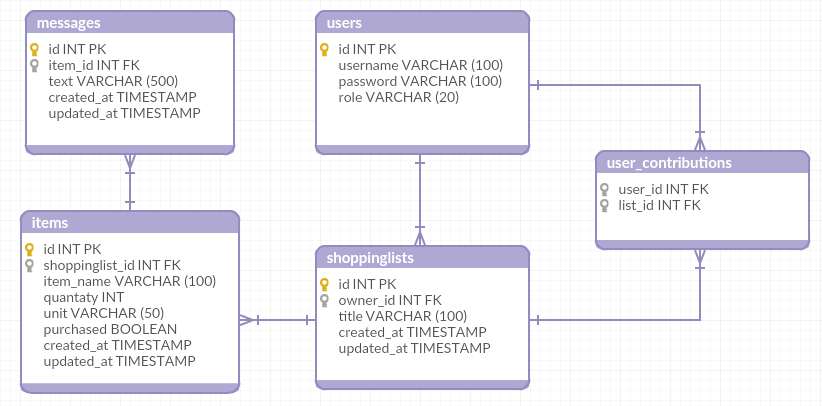 messages
id INT PK
item_id INT FK
text VARCHAR (500)
created_at TIMESTAMP
updated_at TIMESTAMP
users
id INT PK
username VARCHAR (100)
password VARCHAR (100)
role VARCHAR (20)
user_contributions
user_id INT FK
list_id INT FK
items
id INT PK
shoppinglist_id INT FK
item_name VARCHAR (100)
quantaty INT
unit VARCHAR (50)
purchased BOOLEAN
created_at TIMESTAMP
updated_at TIMESTAMP
shoppinglists
id INT PK
owner_id INT FK
title VARCHAR (100)
created_at TIMESTAMP
updated_at TIMESTAMP